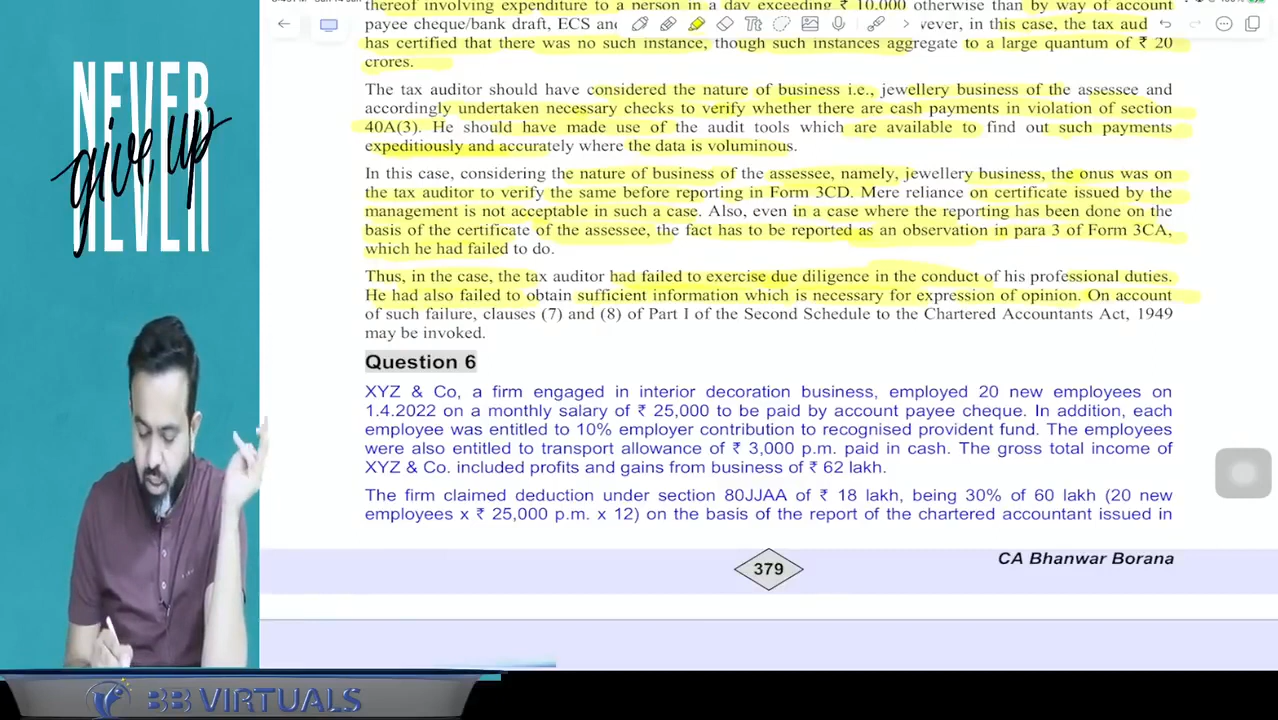 thereof involving expenditure to a person in a day exceeding ₹ 10,000 otherwise than by way of account
payee cheque/bank draft, ECS and
wever, in this case, the tax aud
has certified that there was no such instance, though such instances aggregate to a large quantum of ₹ 20
crores.
The tax auditor should have considered the nature of business i.e., jewellery business of the assessee and
accordingly undertaken necessary checks to verify whether there are cash payments in violation of section
40A(3). He should have made use of the audit tools which are available to find out such payments
expeditiously and accurately where the data is voluminous.
In this case, considering the nature of business of the assessee, namely, jewellery business, the onus was on
the tax auditor to verify the same before reporting in Form 3CD. Mere reliance on certificate issued by the
management is not acceptable in such a case. Also, even in a case where the reporting has been done on the
basis of the certificate of the assessee, the fact has to be reported as an observation in para 3 of Form 3CA,
which he had failed to do.
Thus, in the case, the tax auditor had failed to exercise due diligence in the conduct of his professional duties.
He had also failed to obtain sufficient information which is necessary for expression of opinion. On account
of such failure, clauses (7) and (8) of Part I of the Second Schedule to the Chartered Accountants Act, 1949
may be invoked.
Question 6
XYZ & Co, a firm engaged in interior decoration business, employed 20 new employees on
1.4.2022 on a monthly salary of ₹ 25,000 to be paid by account payee cheque. In addition, each
employee was entitled to 10% employer contribution to recognised provident fund. The employees
were also entitled to transport allowance of ₹ 3,000 p.m. paid in cash. The gross total income of
XYZ & Co. included profits and gains from business of ₹ 62 lakh.
The firm claimed deduction under section 80JJAA of ₹ 18 lakh, being 30% of 60 lakh (20 new
employees x ₹ 25,000 p.m. x 12) on the basis of the report of the chartered accountant issued in
CA Bhanwar Borana
379
NEVER
give up
NEVER
BB VIRTUALS